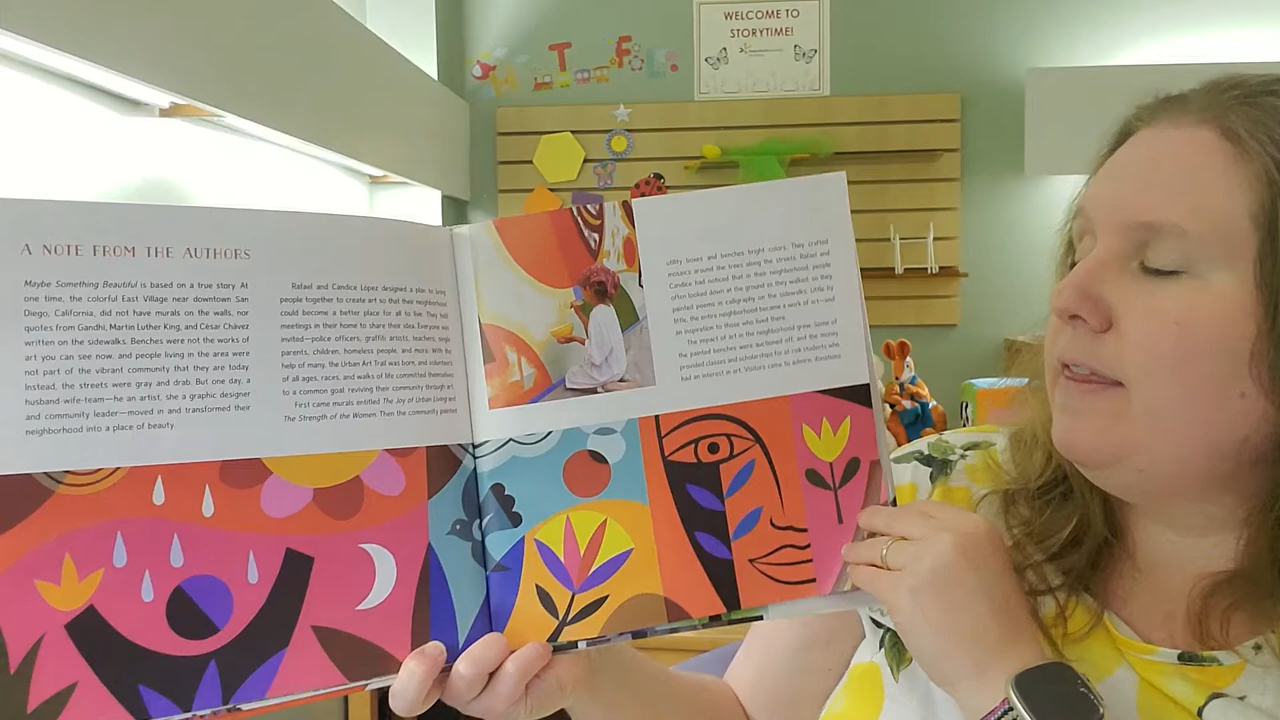 WELCOME TO
STORYTIME!
A NOTE FROM THE AUTHORS
Maybe Something Beautiful is based on a true story. At
one time, the colorful East Village near downtown San
Diego, California, did not have murals on the walls, nor
quotes from Gandhi, Martin Luther King, and César Chávez
written on the sidewalks. Benches were not the works of
art you can see now, and people living in the area were
not part of the vibrant community that they are today.
Instead, the streets were gray and drab. But one day, a
husband-wife-team—he an artist, she a graphic designer
and community leader—moved in and transformed their
neighborhood into a place of beauty.
Rafael and Candice López designed a plan to bring
people together to create art so that their neighborhood
could become a better place for all to live. They held
meetings in their home to share their idea. Everyone was
invited—police officers, graffiti artists, teachers, single
parents, children, homeless people, and more. With the
help of many, the Urban Art Trail was born, and volunteers
of all ages, races, and walks of life committed themselves
to a common goal: reviving their community through art.
First came murals entitled The Joy of Urban Living and
The Strength of the Women. Then the community painted
utility boxes and benches bright colors. They crafted
mosaics around the trees along the streets. Rafael and
Candice had noticed that in their neighborhood, people
often looked down at the ground as they walked, so they
painted poems in calligraphy on the sidewalks. Little by
little, the entire neighborhood became a work of art—and
an inspiration to those who lived there.
The impact of art in the neighborhood grew. Some of
the painted benches were auctioned off, and the money
provided classes and scholarships for at risk students who
had an interest in art. Visitors came to admire, donations